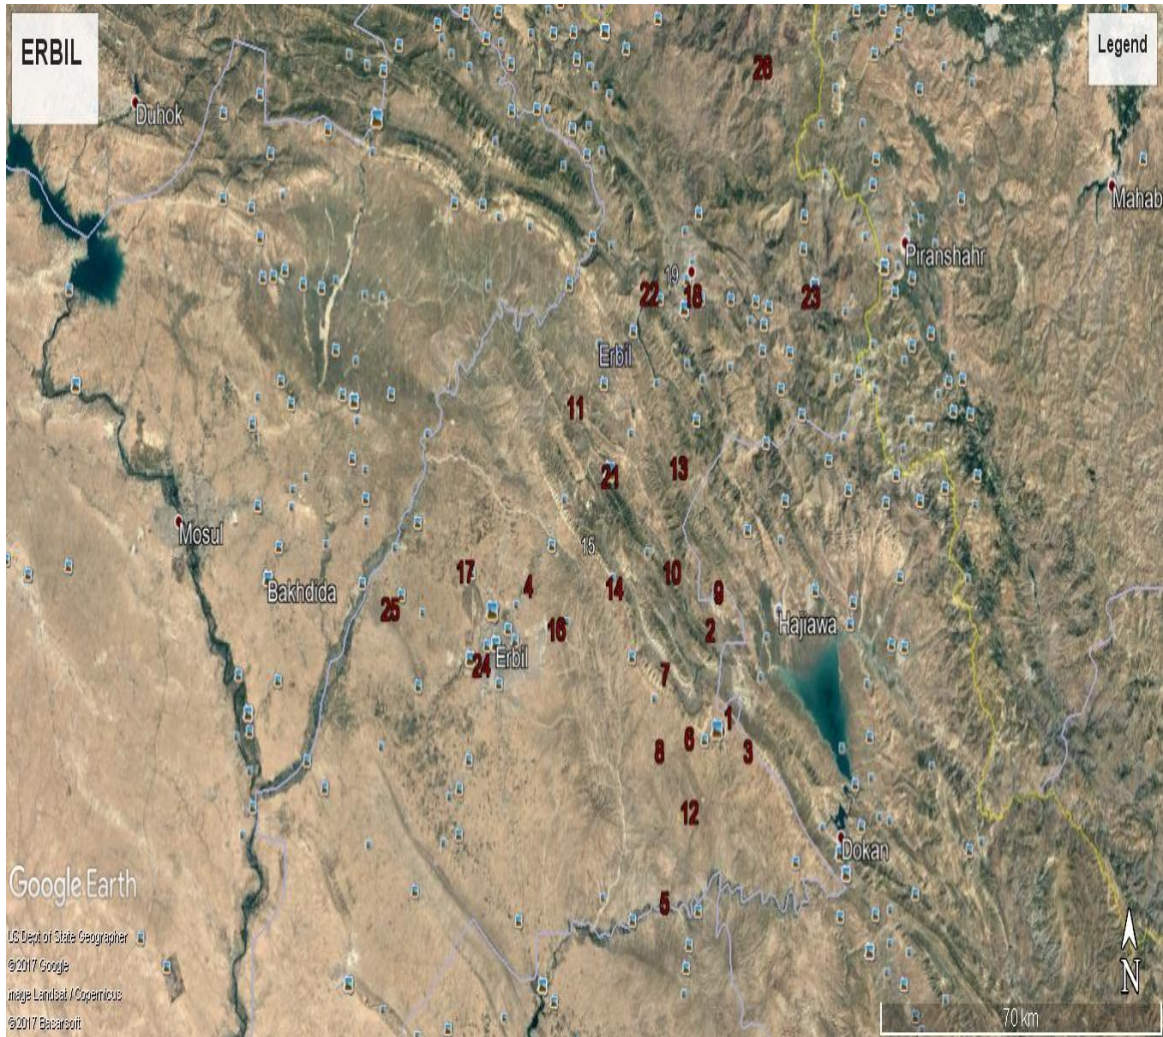 ERBIL
Legend
26
Duhok
Mahab
Piranshahr
19
22
18
23
Erbil
11
21
13
Mosul
15
17
4
14
10
9
Bakhdida
25
16
2
Hajiawa
24
Erbil
7
1
6
8
3
12
Dokan
Google Earth
5
US Dept of State Geographer
©2017 Google
mage Landsat / Copernicus
©2017 Basarsoft
N
70 km